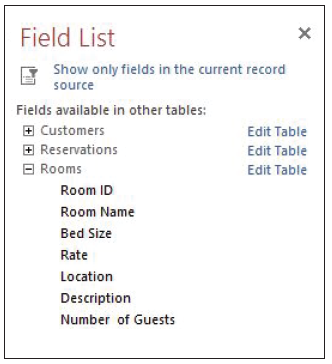 Field List
Show only fields in the current record
source
Fields available in other tables:
Customers Edit Table
Reservations Edit Table
Rooms Edit Table
Room ID
Room Name
Bed Size
Rate
Location
Description
Number of Guests